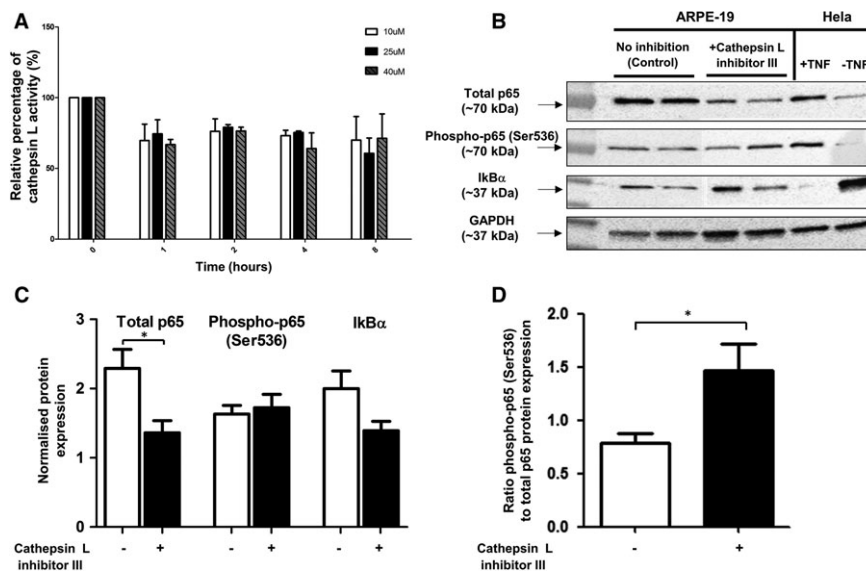 A
Relative percentage of
cathepsin L activity (%)
100
75
50
0
10uM
25uM
40uM
0
1
2
4
8
Time (hours)
B
ARPE-19
Hela
No inhibition
(Control)
+Cathepsin L
inhibitor III
+TNF
-TNF
Total p65
(~70 kDa)
Phospho-p65 (Ser536)
(~70 kDa)
IkBα
(~37 kDa)
GAPDH
(~37 kDa)
C
Normalised protein
expression
3
2
1
0
Total p65
*
Phospho-p65
(Ser536)
IkBα
- + - + - +
Cathepsin L
inhibitor III
D
Ratio phospho-p65 (Ser536)
to total p65 protein expression
2.0
1.5
1.0
0.5
0.0
*
- +
Cathepsin L
inhibitor III